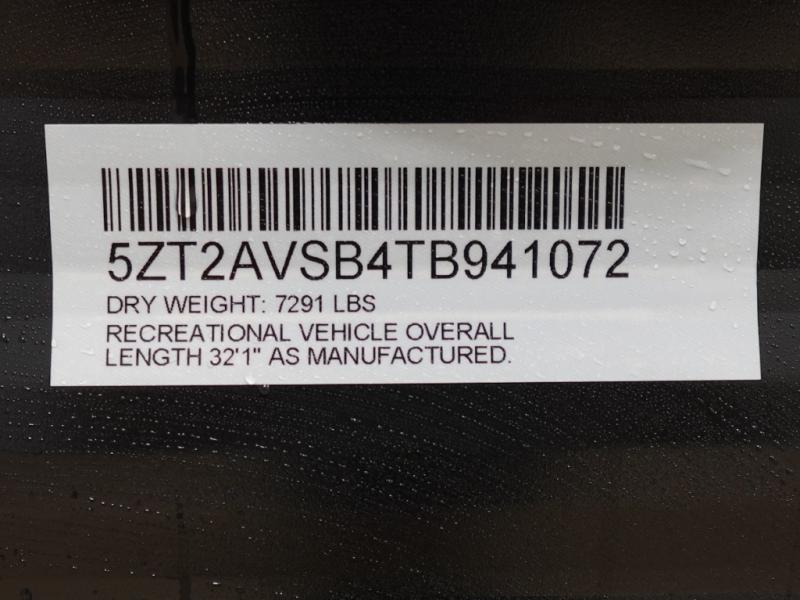 5ZT2AVSB4TB941072
DRY WEIGHT: 7291 LBS
RECREATIONAL VEHICLE OVERALL
LENGTH 32'1" AS MANUFACTURED.